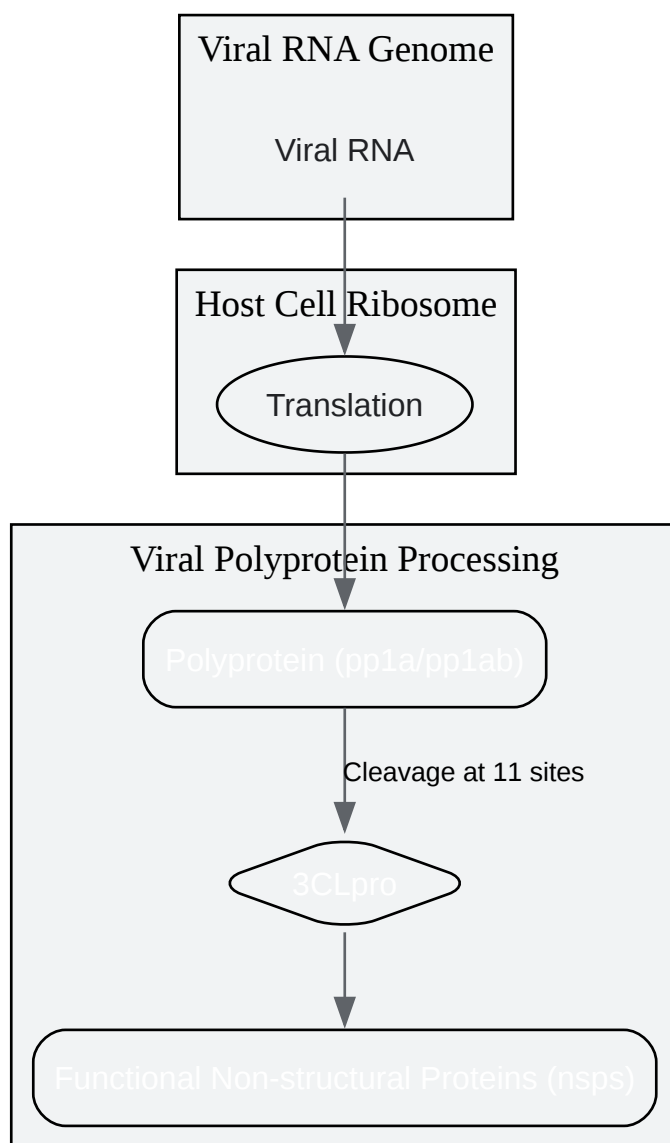 Viral RNA Genome
Viral RNA
Host Cell Ribosome
Translation
Viral Polyprotein Processing
Polyprotein (pp1a/pp1ab)
Cleavage at 11 sites
3CLpro
Functional Non-structural Proteins (nsps)